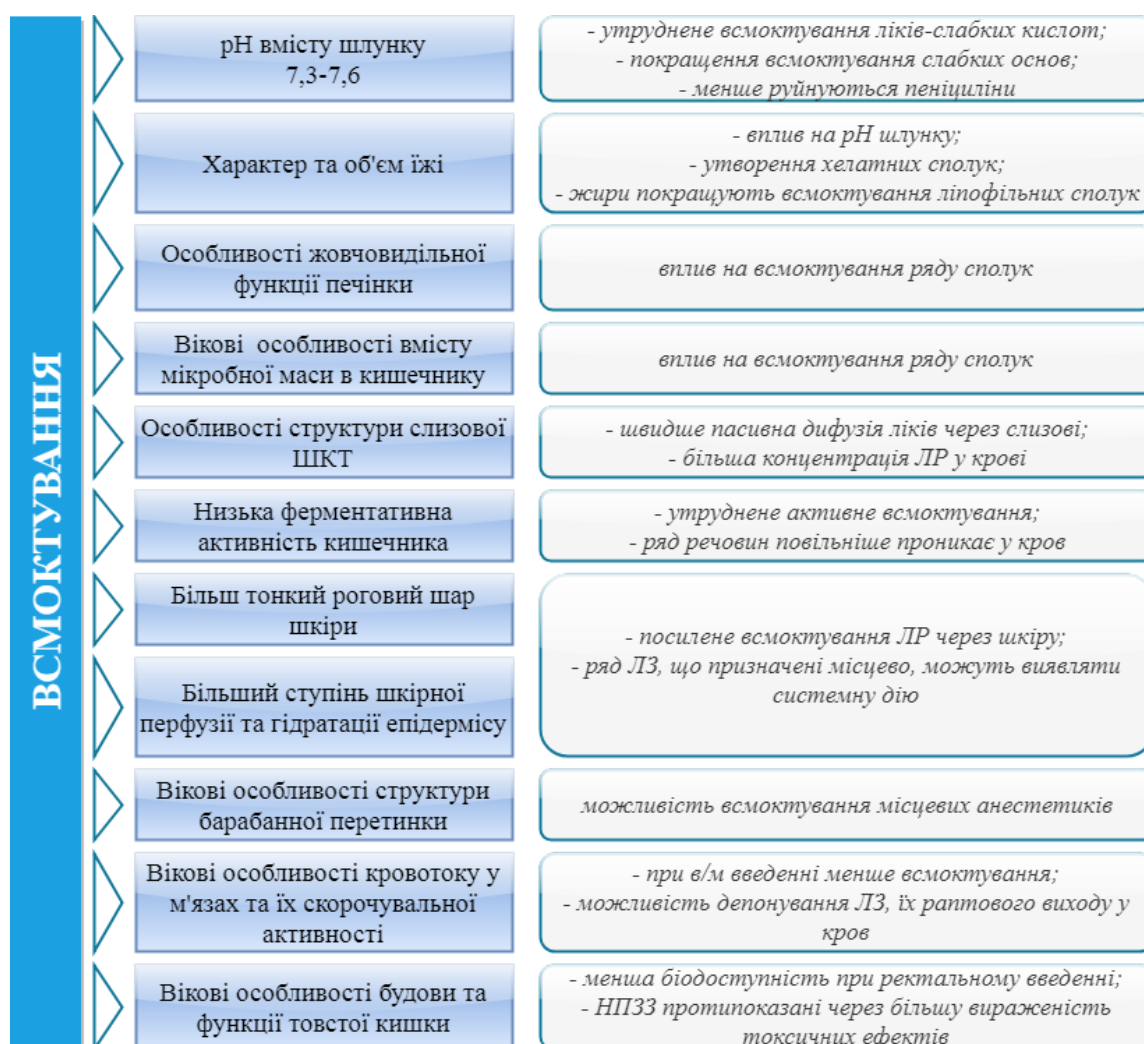 ВСМОКТУВАННЯ
pH вмісту шлунку
7,3-7,6
- утруднене всмоктування ліків-слабких кислот;
- покращення всмоктування слабких основ;
- менше руйнуються пеніциліни
Характер та об'єм їжі
- вплив на pH шлунку;
- утворення хелатних сполук;
- жири покращують всмоктування ліпофільних сполук
Особливості жовчовидільної
функції печінки
вплив на всмоктування ряду сполук
Вікові особливості вмісту
мікробної маси в кишечнику
вплив на всмоктування ряду сполук
Особливості структури слизової
ШКТ
- швидше пасивна дифузія ліків через слизові;
- більша концентрація ЛР у крові
Низька ферментативна
активність кишечника
- утруднене активне всмоктування;
- ряд речовин повільніше проникає у кров
Більш тонкий роговий шар
шкіри
Більший ступінь шкірної
перфузії та гідратації епідермісу
- посилене всмоктування ЛР через шкіру;
- ряд ЛЗ, що призначені місцево, можуть виявляти
системну дію
Вікові особливості структури
барабанної перетинки
можливість всмоктування місцевих анестетиків
Вікові особливості кровотоку у
м'язах та їх скорочувальної
активності
- при в/м введенні менше всмоктування;
- можливість депонування ЛЗ, їх раптового виходу у
кров
Вікові особливості будови та
функції товстої кишки
- менша біодоступність при ректальному введенні;
- НПЗЗ протипоказані через більшу вираженість
токсичних ефектів